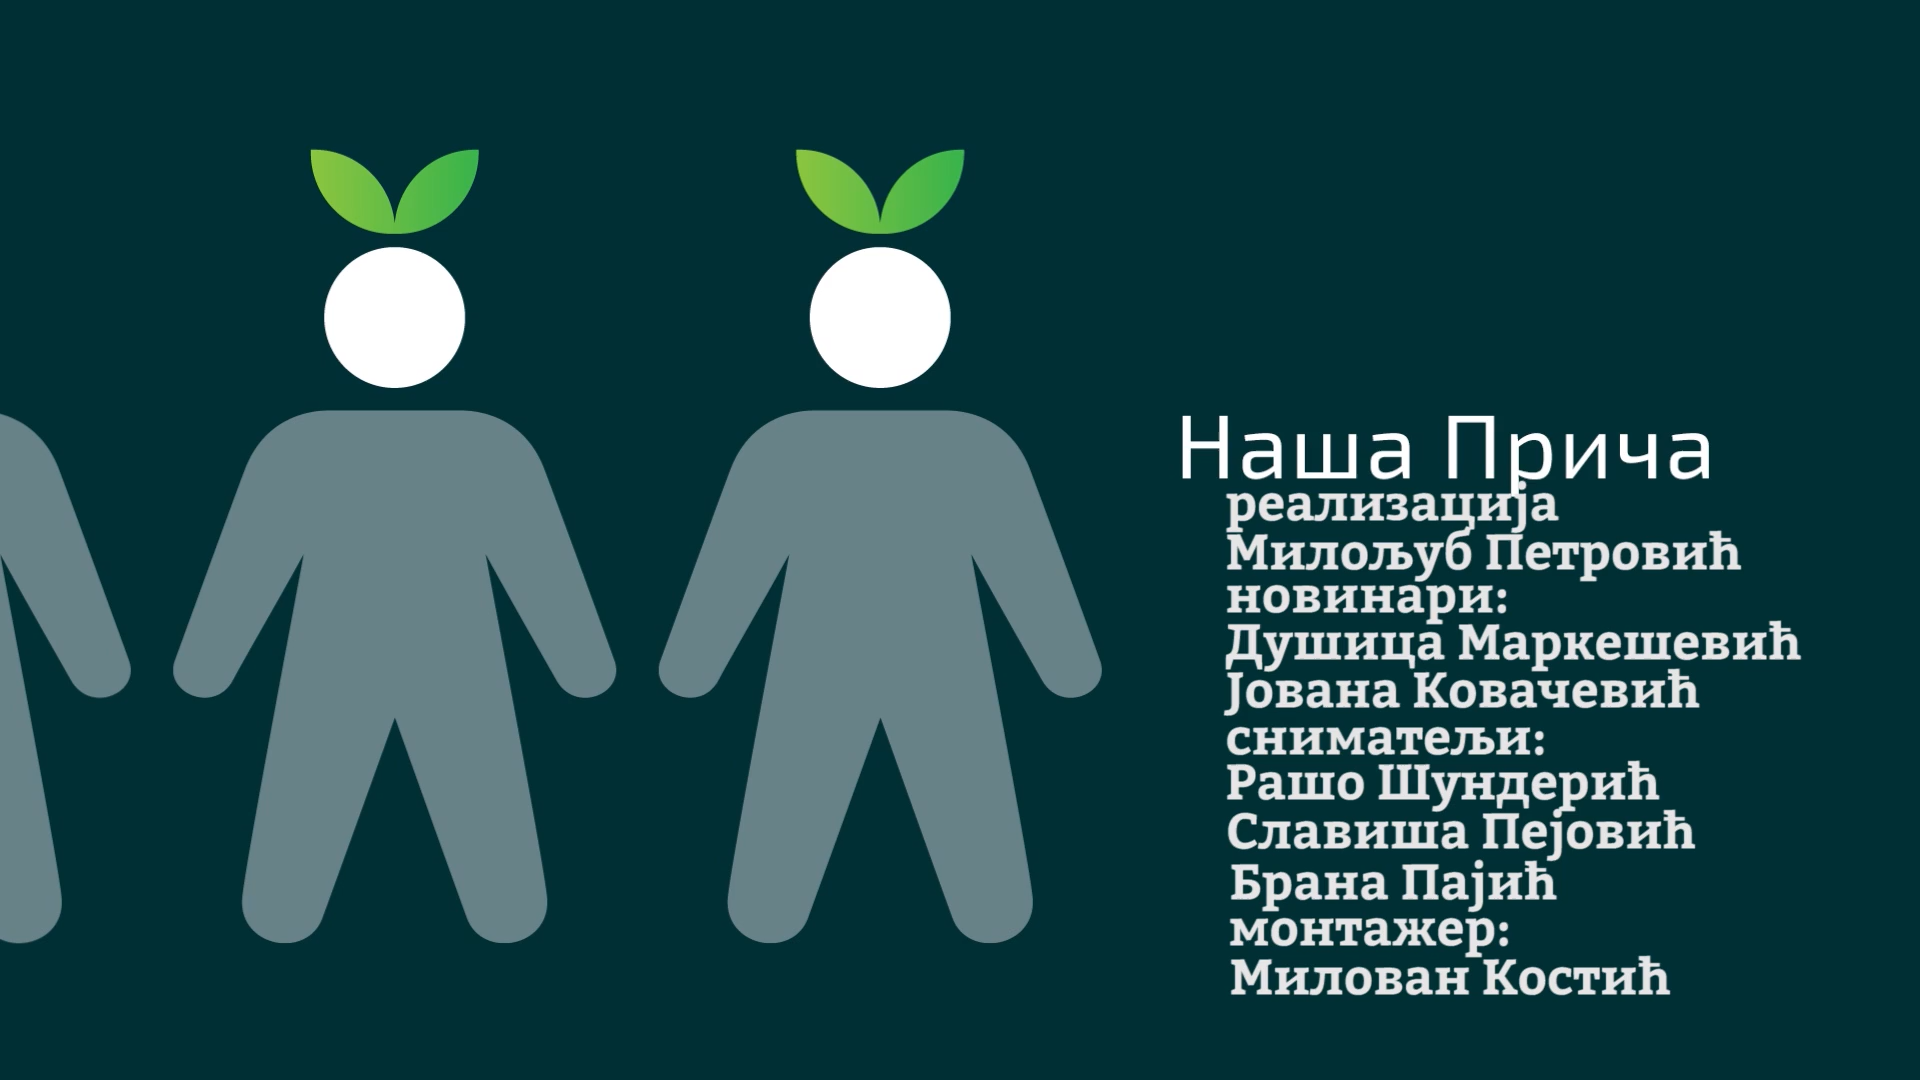 Наша Прича
реализација
Милољуб Петровић
новинари:
Душица Маркешевић
Јована Ковачевић
сниматељи:
Рашо Шундерић
Славиша Пејовић
Брана Пајић
монтажер:
Милован Костић